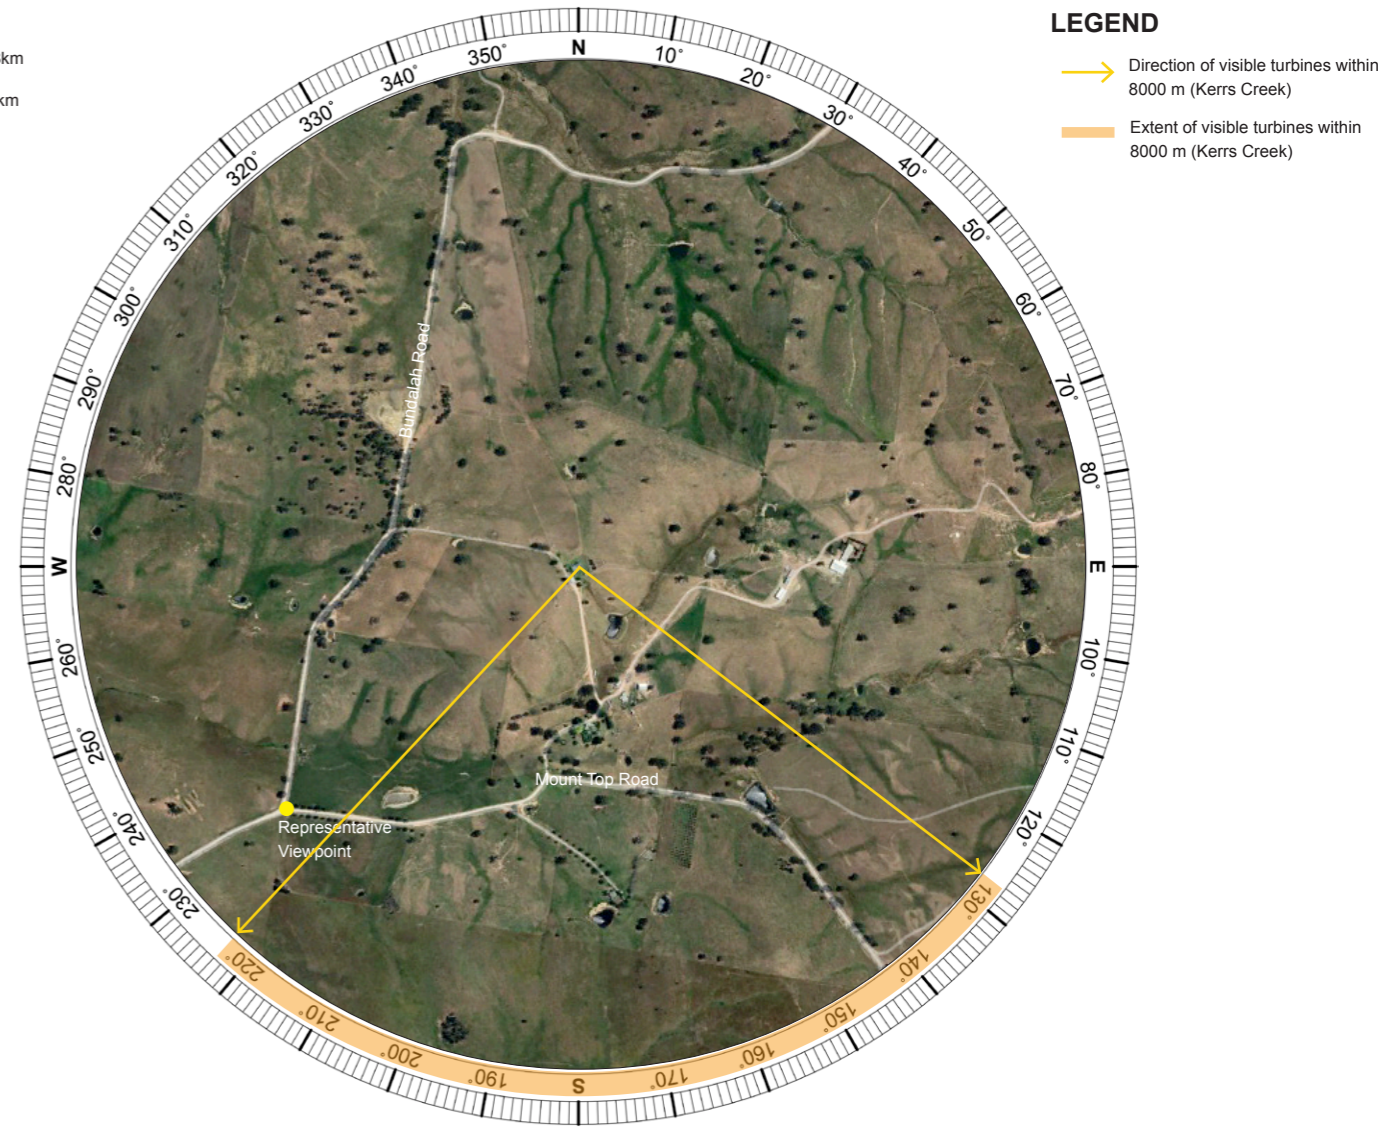 km
km
LEGEND
Direction of visible turbines within
8000 m (Kerrs Creek)
Extent of visible turbines within
8000 m (Kerrs Creek)
N
10°
20°
30°
40°
50°
60°
70°
80°
E
100°
110°
120°
130°
140°
150°
160°
170°
S
190°
200°
210°
220°
230°
240°
250°
260°
W
280°
290°
300°
310°
320°
330°
340°
350°
Bundalah Road
Mount Top Road
Representative
Viewpoint